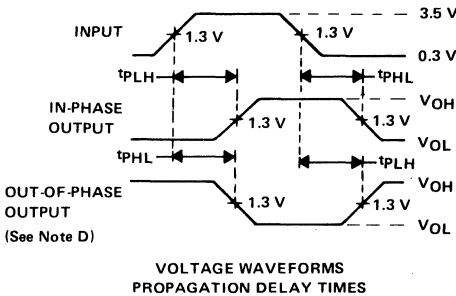 3.5 V
INPUT
1.3 V
1.3 V
0.3 V
tPLH
tPHL
IN-PHASE
OUTPUT
VOH
1.3 V
1.3 V
VOL
tPHL
tPLH
OUT-OF-PHASE
OUTPUT
(See Note D)
VOH
1.3 V
1.3 V
VOL
VOLTAGE WAVEFORMS
PROPAGATION DELAY TIMES